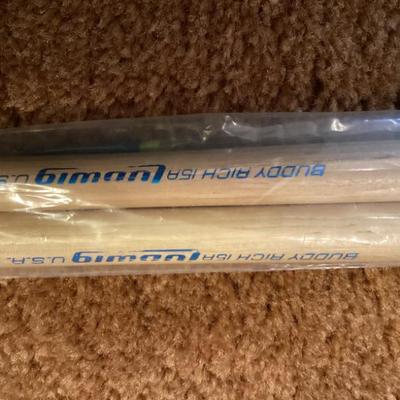 BUDDY RICH 15A Ludwig U.S.A.
BUDDY RICH 15A Ludwig U.S